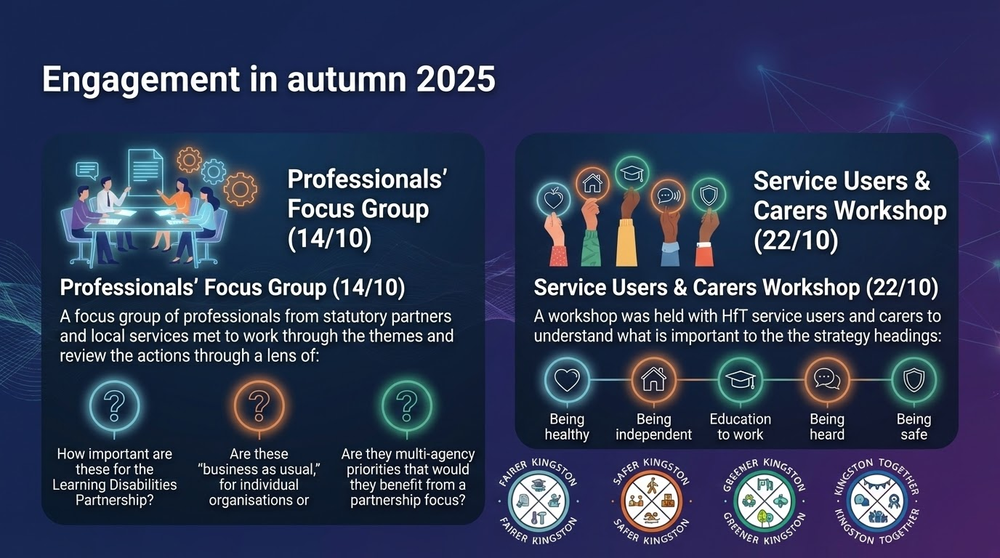 Engagement in autumn 2025
Professionals’
Focus Group
(14/10)
Professionals’ Focus Group (14/10)
A focus group of professionals from statutory partners
and local services met to work through the themes and
review the actions through a lens of:
?
How important are
these for the
Learning Disabilities
Partnership?
?
Are these
“business as usual,”
for individual
organisations or
?
Are they multi-agency
priorities that would
they benefit from a
partnership focus?
Service Users &
Carers Workshop
(22/10)
Service Users & Carers Workshop (22/10)
A workshop was held with HfT service users and carers to
understand what is important to the the strategy headings:
Being
healthy
Being
independent
Education
to work
Being
heard
Being
safe
FAIRER KINGSTON
FAIRER KINGSTON
SAFER KINGSTON
SAFER KINGSTON
GBEENER KINGSTON
GREENER KINGSTON
KINGSTON TOGETHER
KINGSTON TOGETHER